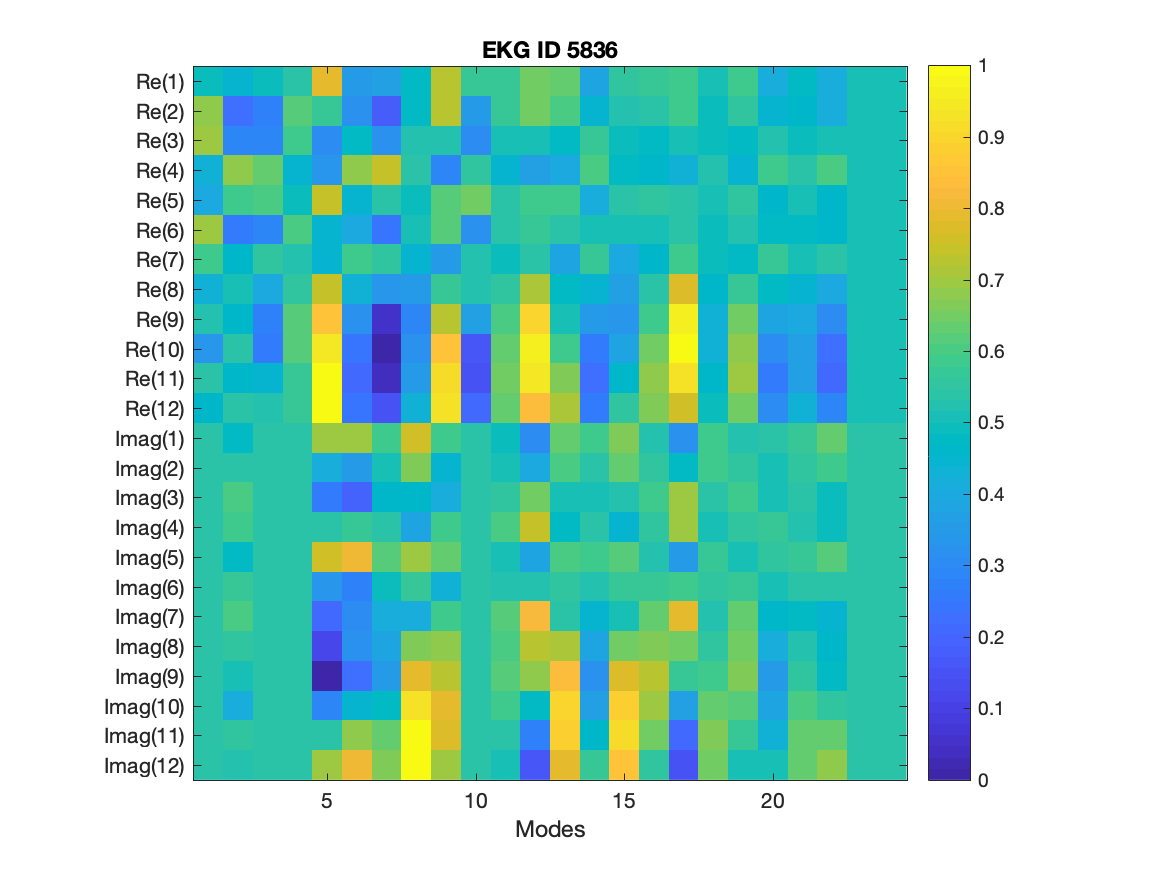 EKG ID 5836
Re(1)
Re(2)
Re(3)
Re(4)
Re(5)
Re(6)
Re(7)
Re(8)
Re(9)
Re(10)
Re(11)
Re(12)
Imag(1)
Imag(2)
Imag(3)
Imag(4)
Imag(5)
Imag(6)
Imag(7)
Imag(8)
Imag(9)
Imag(10)
Imag(11)
Imag(12)
5 10 15 20
Modes
1
0.9
0.8
0.7
0.6
0.5
0.4
0.3
0.2
0.1
0